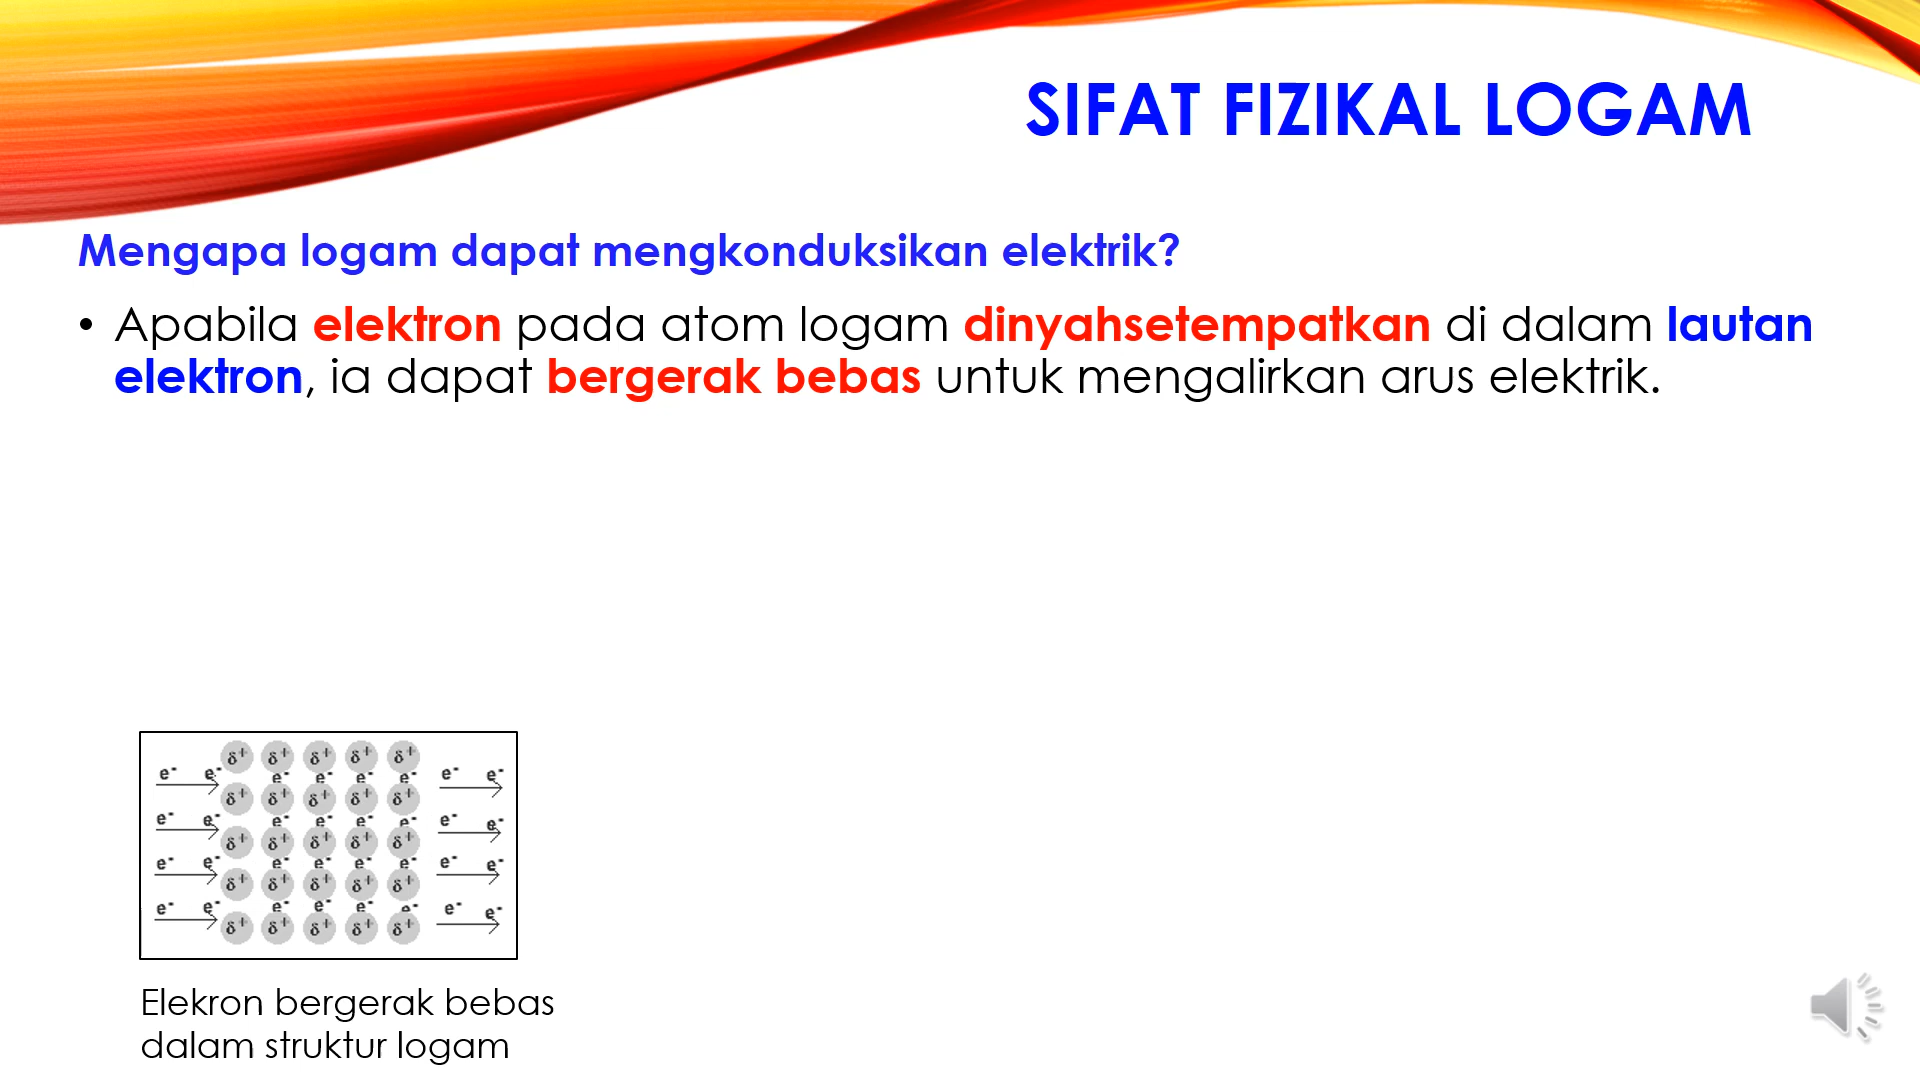 SIFAT FIZIKAL LOGAM
Mengapa logam dapat mengkonduksikan elektrik?
• Apabila elektron pada atom logam dinyahsetempatkan di dalam lautan
elektron, ia dapat bergerak bebas untuk mengalirkan arus elektrik.
δ+ δ+ δ+ δ+ δ+
e- e- e- e- e- e- e- e-
δ+ δ+ δ+ δ+ δ+
e- e- e- e- e- e- e- e-
δ+ δ+ δ+ δ+ δ+
e- e- e- e- e- e- e- e-
δ+ δ+ δ+ δ+ δ+
e- e- e- e- e- e- e- e-
δ+ δ+ δ+ δ+ δ+
Elekron bergerak bebas
dalam struktur logam